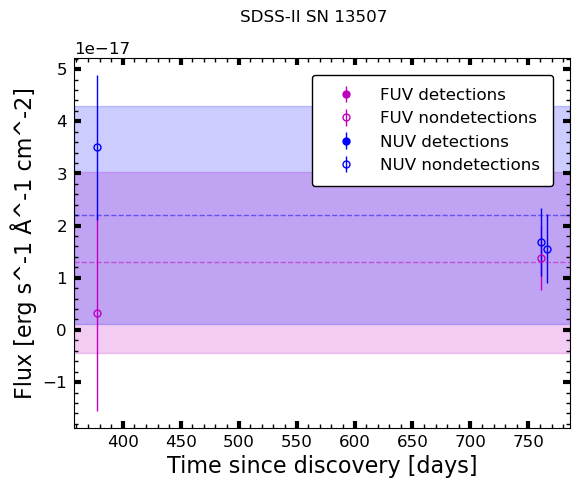 SDSS-II SN 13507
1e−17
5
4
3
2
1
0
−1
Flux [erg s^-1 Å^-1 cm^-2]
FUV detections
FUV nondetections
NUV detections
NUV nondetections
400 450 500 550 600 650 700 750
Time since discovery [days]